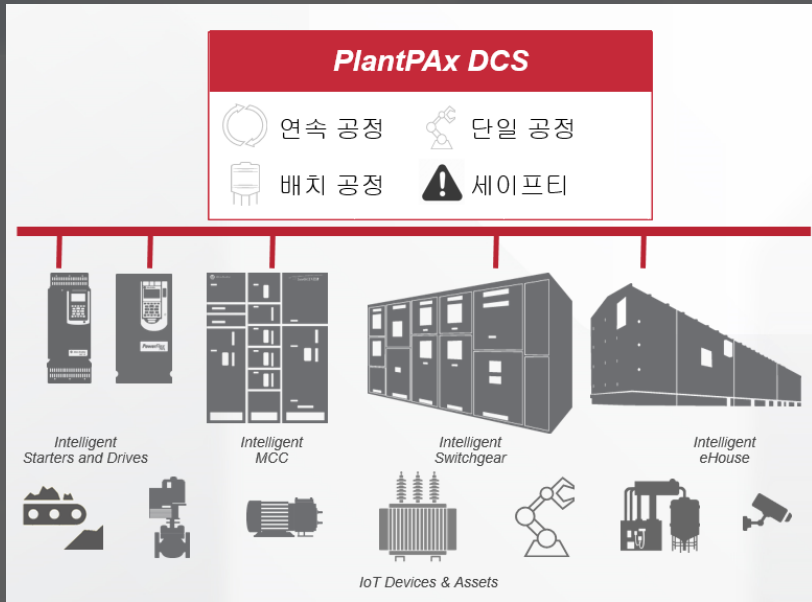 PlantPAx DCS
연속 공정
단일 공정
배치 공정
세이프티
PowerFlex
Intelligent
Starters and Drives
Intelligent
MCC
Intelligent
Switchgear
Intelligent
eHouse
IoT Devices & Assets